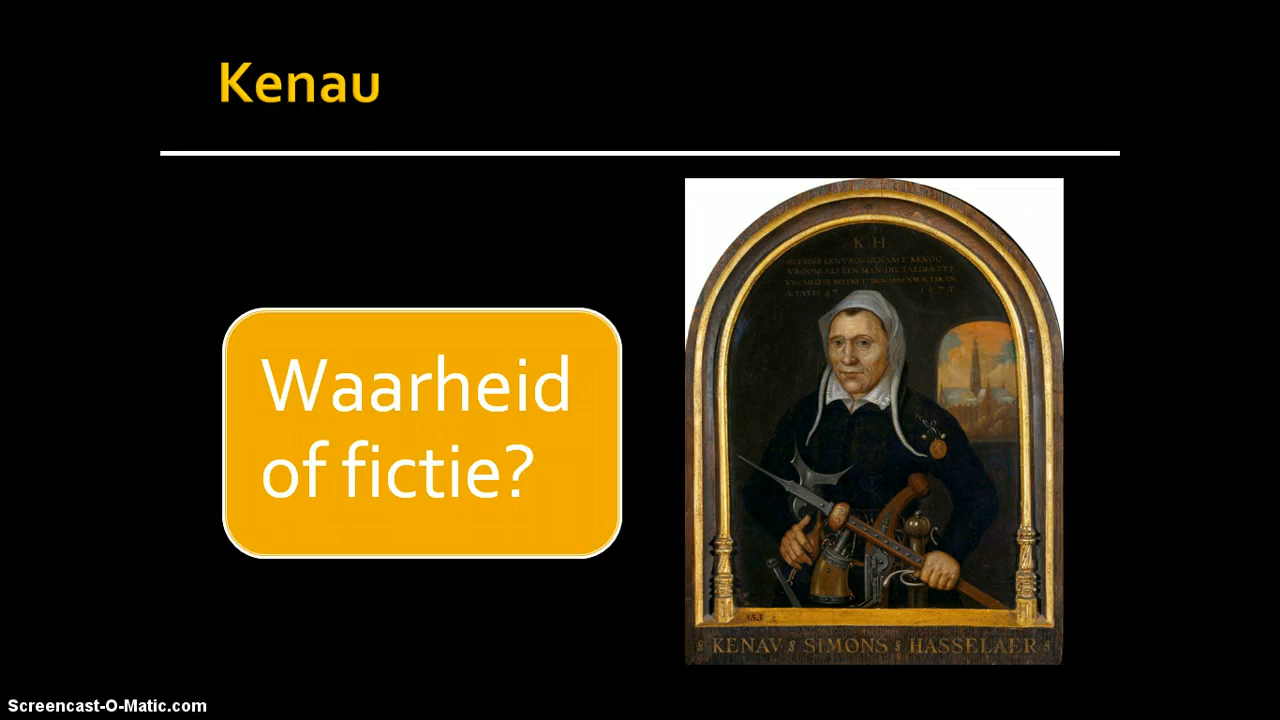 Kenau
Waarheid
of fictie?
K H
KENAV SIMONS HASSELAER
Screencast-O-Matic.com